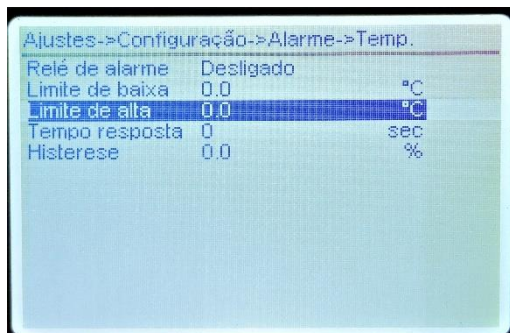 Ajustes->Configuração->Alarme->Temp.
Relé de alarme Desligado
Limite de baixa 0.0 °C
Limite de alta 0.0 °C
Tempo resposta 0 sec
Histerese 0.0 %